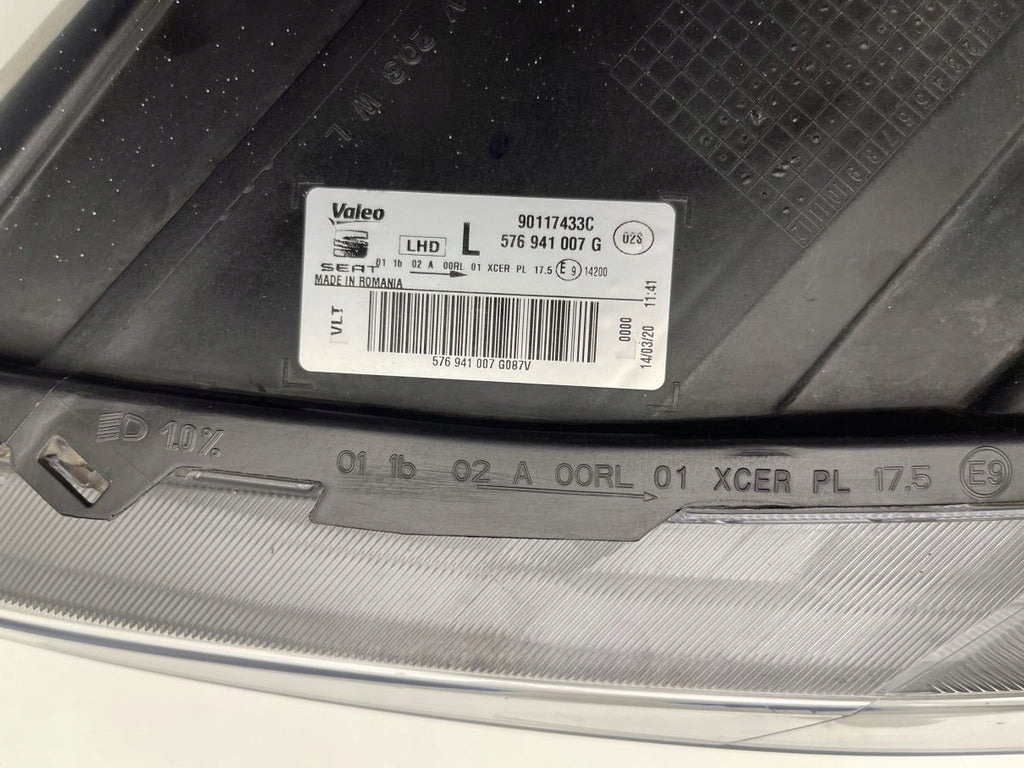 V 203 W L
Valeo
SEAT
LHD L
90117433C
576 941 007 G
02S
01 1b 02 A 00RL 01 XCER PL 17.5 E 9 14200
MADE IN ROMANIA
VLT
0000
14/03/20 11:41
576 941 007 G087V
1.0%
01 1b 02 A 00RL 01 XCER PL 17.5 E9